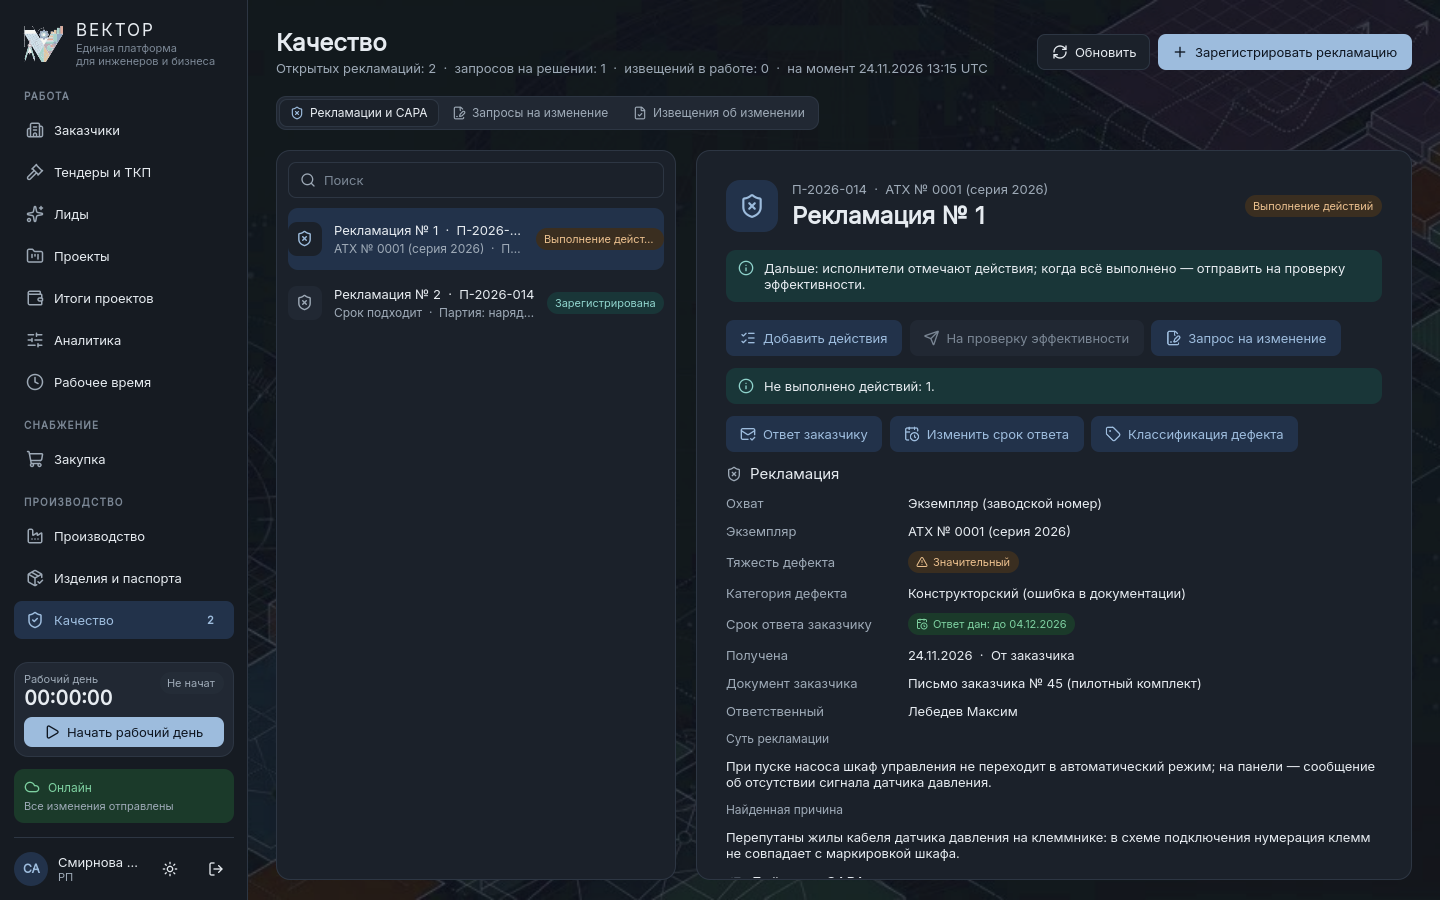 ВЕКТОР
Единая платформа
для инженеров и бизнеса
РАБОТА
Заказчики
Тендеры и ТКП
Лиды
Проекты
Итоги проектов
Аналитика
Рабочее время
СНАБЖЕНИЕ
Закупка
ПРОИЗВОДСТВО
Производство
Изделия и паспорта
Качество 2
Рабочий день
Не начат
00:00:00
Начать рабочий день
Онлайн
Все изменения отправлены
СА
Смирнова ...
РП
Качество
Открытых рекламаций: 2 · запросов на решении: 1 · извещений в работе: 0 · на момент 24.11.2026 13:15 UTC
Обновить
Зарегистрировать рекламацию
Рекламации и САРА
Запросы на изменение
Извещения об изменении
Поиск
Рекламация № 1 · П-2026-...
АТХ № 0001 (серия 2026) · П...
Выполнение дейст...
Рекламация № 2 · П-2026-014
Срок подходит · Партия: наряд...
Зарегистрирована
П-2026-014 · АТХ № 0001 (серия 2026)
Рекламация № 1
Выполнение действий
Дальше: исполнители отмечают действия; когда всё выполнено — отправить на проверку
эффективности.
Добавить действия
На проверку эффективности
Запрос на изменение
Не выполнено действий: 1.
Ответ заказчику
Изменить срок ответа
Классификация дефекта
Рекламация
Охват Экземпляр (заводской номер)
Экземпляр АТХ № 0001 (серия 2026)
Тяжесть дефекта Значительный
Категория дефекта Конструкторский (ошибка в документации)
Срок ответа заказчику Ответ дан: до 04.12.2026
Получена 24.11.2026 · От заказчика
Документ заказчика Письмо заказчика № 45 (пилотный комплект)
Ответственный Лебедев Максим
Суть рекламации
При пуске насоса шкаф управления не переходит в автоматический режим; на панели — сообщение
об отсутствии сигнала датчика давления.
Найденная причина
Перепутаны жилы кабеля датчика давления на клеммнике: в схеме подключения нумерация клемм
не совпадает с маркировкой шкафа.